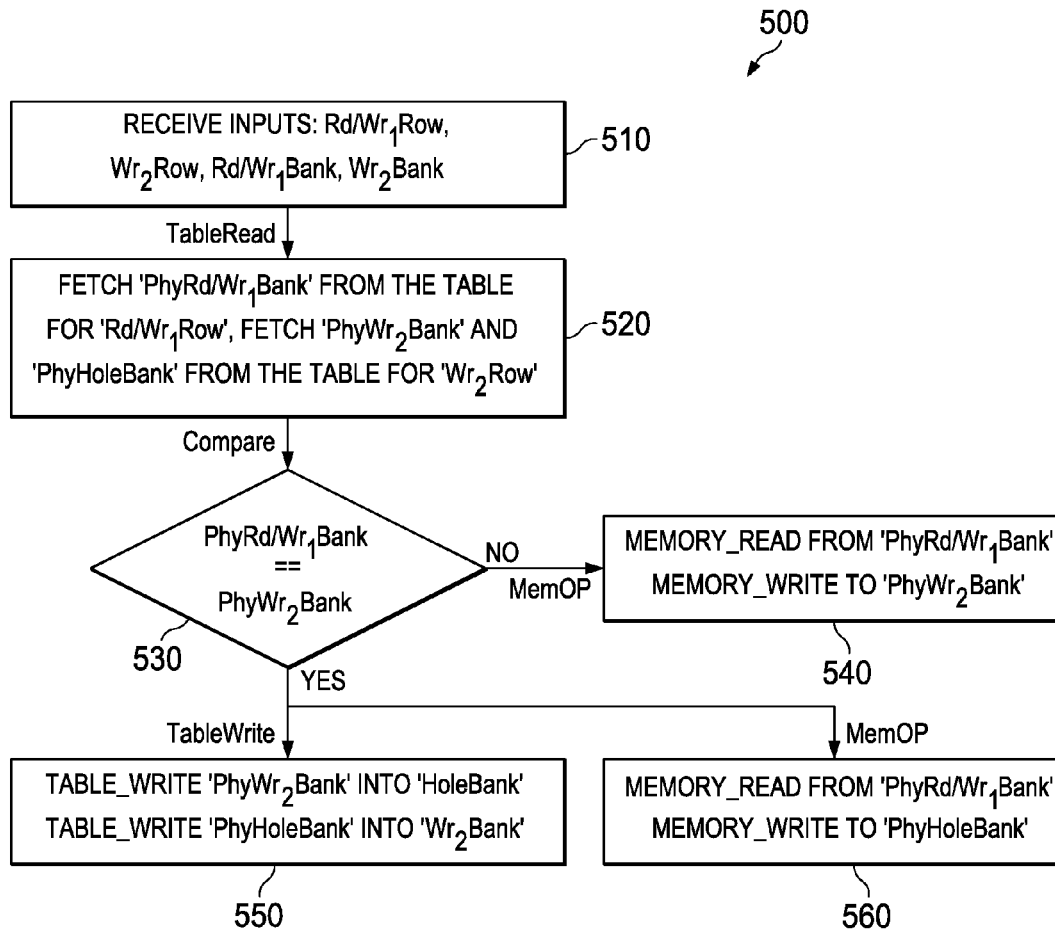 500
RECEIVE INPUTS: Rd/Wr₁Row,
Wr₂Row, Rd/Wr₁Bank, Wr₂Bank
510
TableRead
FETCH 'PhyRd/Wr₁Bank' FROM THE TABLE
FOR 'Rd/Wr₁Row', FETCH 'PhyWr₂Bank' AND
'PhyHoleBank' FROM THE TABLE FOR 'Wr₂Row'
520
Compare
PhyRd/Wr₁Bank
==
PhyWr₂Bank
530
NO
MemOP
MEMORY_READ FROM 'PhyRd/Wr₁Bank'
MEMORY_WRITE TO 'PhyWr₂Bank'
540
YES
TableWrite
MemOP
TABLE_WRITE 'PhyWr₂Bank' INTO 'HoleBank'
TABLE_WRITE 'PhyHoleBank' INTO 'Wr₂Bank'
550
MEMORY_READ FROM 'PhyRd/Wr₁Bank'
MEMORY_WRITE TO 'PhyHoleBank'
560